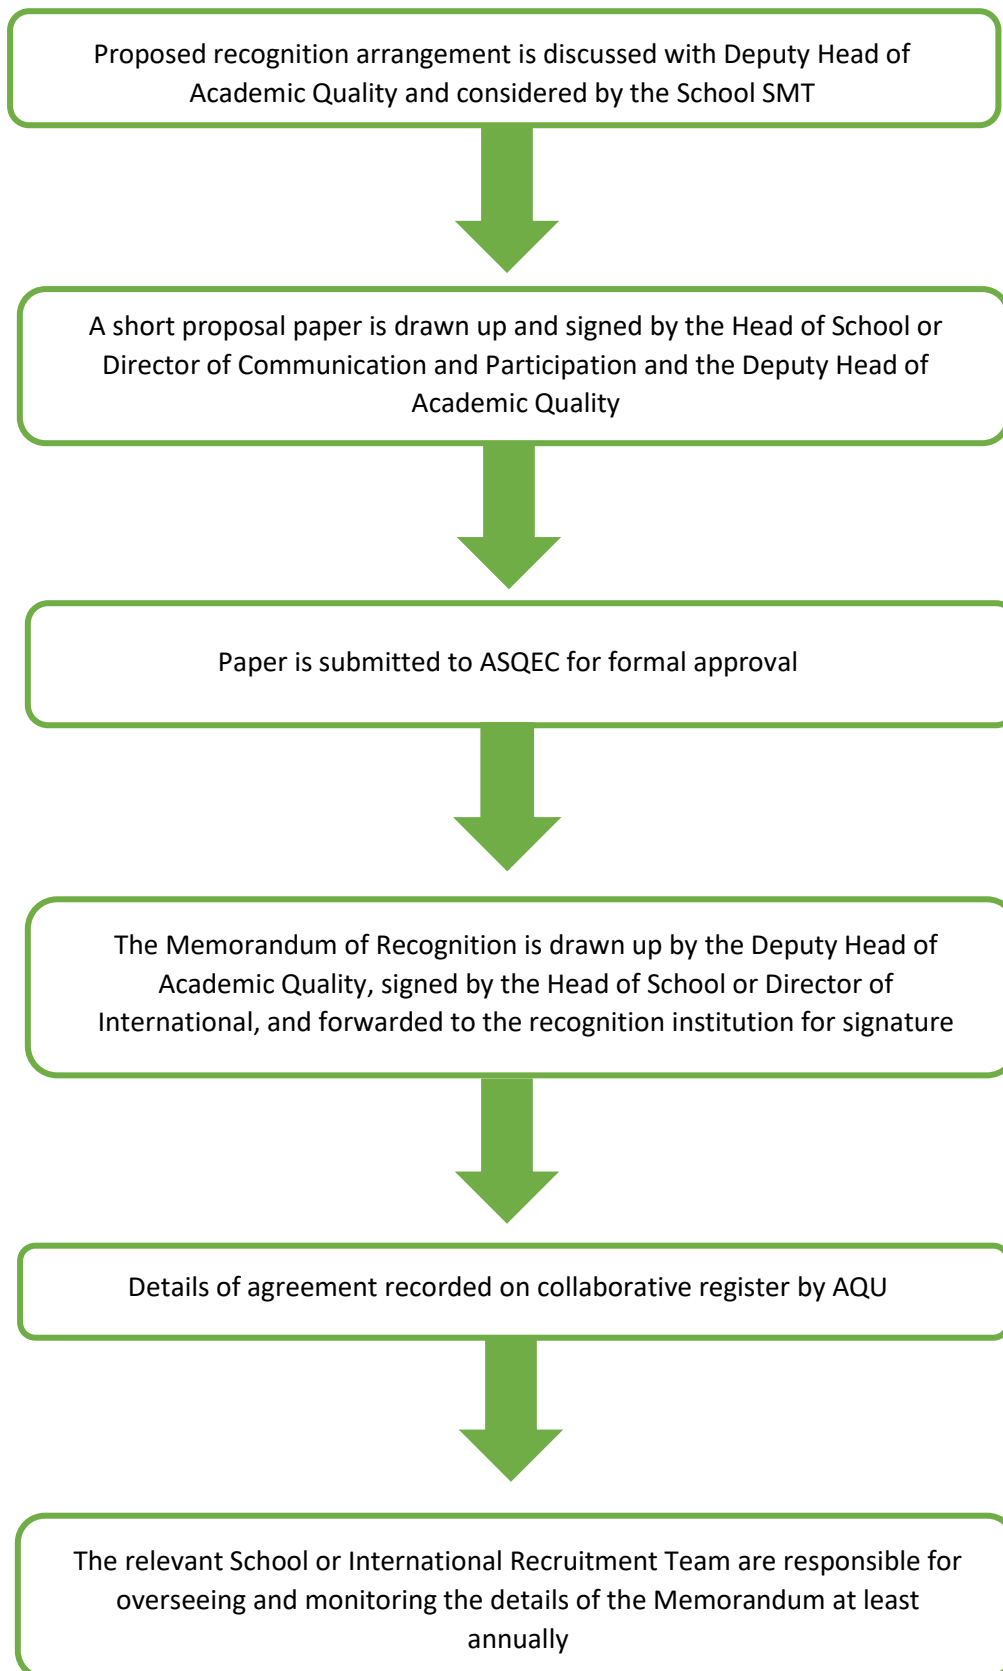 Proposed recognition arrangement is discussed with Deputy Head of
Academic Quality and considered by the School SMT
A short proposal paper is drawn up and signed by the Head of School or
Director of Communication and Participation and the Deputy Head of
Academic Quality
Paper is submitted to ASQEC for formal approval
The Memorandum of Recognition is drawn up by the Deputy Head of
Academic Quality, signed by the Head of School or Director of
International, and forwarded to the recognition institution for signature
Details of agreement recorded on collaborative register by AQU
The relevant School or International Recruitment Team are responsible for
overseeing and monitoring the details of the Memorandum at least
annually